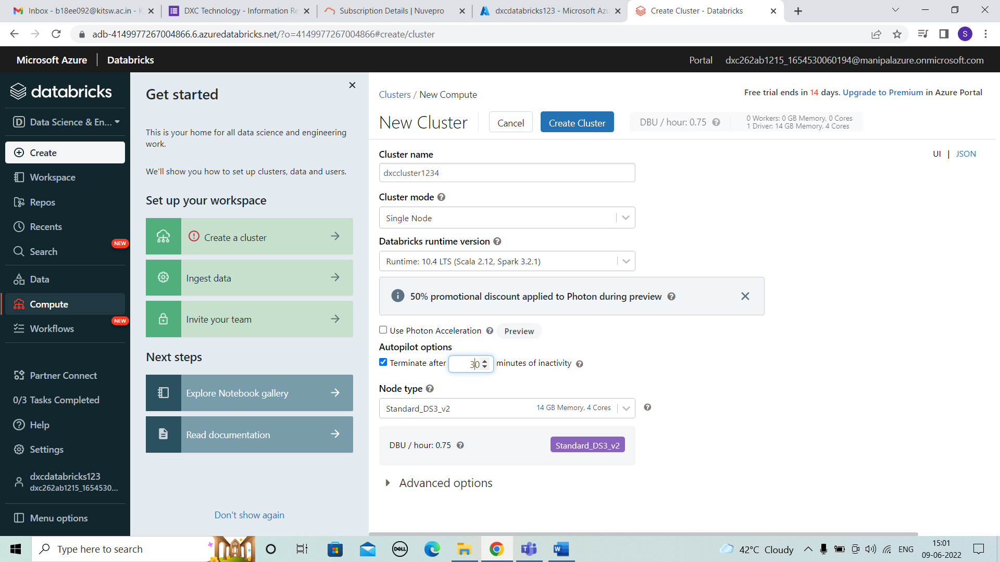 Inbox - b18ee092@kitsw.ac.in - K
DXC Technology - Information Re
Subscription Details | Nuvepro
dxcdatabricks123 - Microsoft Azu
Create Cluster - Databricks
adb-4149977267004866.6.azuredatabricks.net/?o=4149977267004866#create/cluster
S
Microsoft Azure
Databricks
Portal
dxc262ab1215_1654530060194@manipalazure.onmicrosoft.com
databricks
D Data Science & En...
Create
Workspace
Repos
Recents
NEW
Search
Data
Compute
NEW
Workflows
Partner Connect
0/3 Tasks Completed
Help
Settings
dxcdatabricks123
dxc262ab1215_1654530...
Menu options
Get started
This is your home for all data science and engineering
work.
We'll show you how to set up clusters, data and users.
Set up your workspace
Create a cluster
Ingest data
Invite your team
Next steps
Explore Notebook gallery
Read documentation
Don't show again
Clusters / New Compute
Free trial ends in 14 days. Upgrade to Premium in Azure Portal
New Cluster
Cancel
Create Cluster
DBU / hour: 0.75
0 Workers: 0 GB Memory, 0 Cores
1 Driver: 14 GB Memory, 4 Cores
UI | JSON
Cluster name
dxccluster1234
Cluster mode
Single Node
Databricks runtime version
Runtime: 10.4 LTS (Scala 2.12, Spark 3.2.1)
50% promotional discount applied to Photon during preview
Use Photon Acceleration
Preview
Autopilot options
Terminate after 30 minutes of inactivity
Node type
Standard_DS3_v2
14 GB Memory, 4 Cores
DBU / hour: 0.75
Standard_DS3_v2
Advanced options
Type here to search
DELL
42°C Cloudy
ENG
15:01
09-06-2022